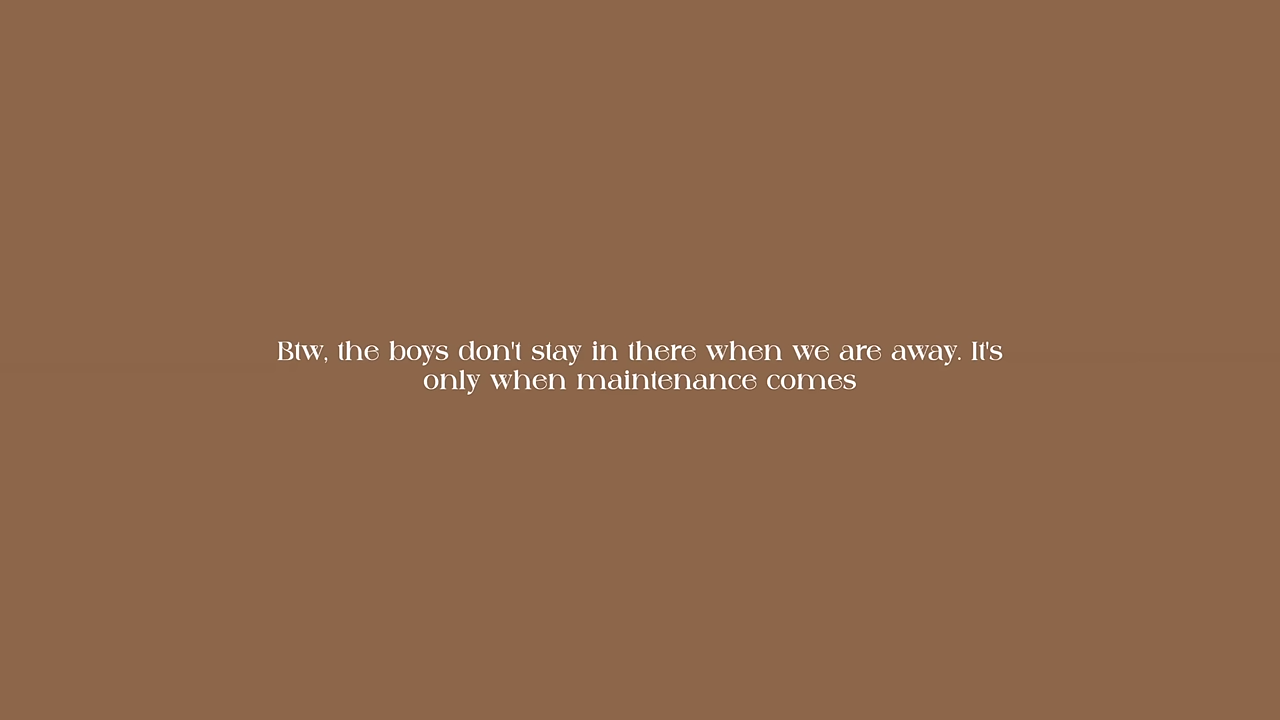 Btw, the boys don't stay in there when we are away. It's
only when maintenance comes